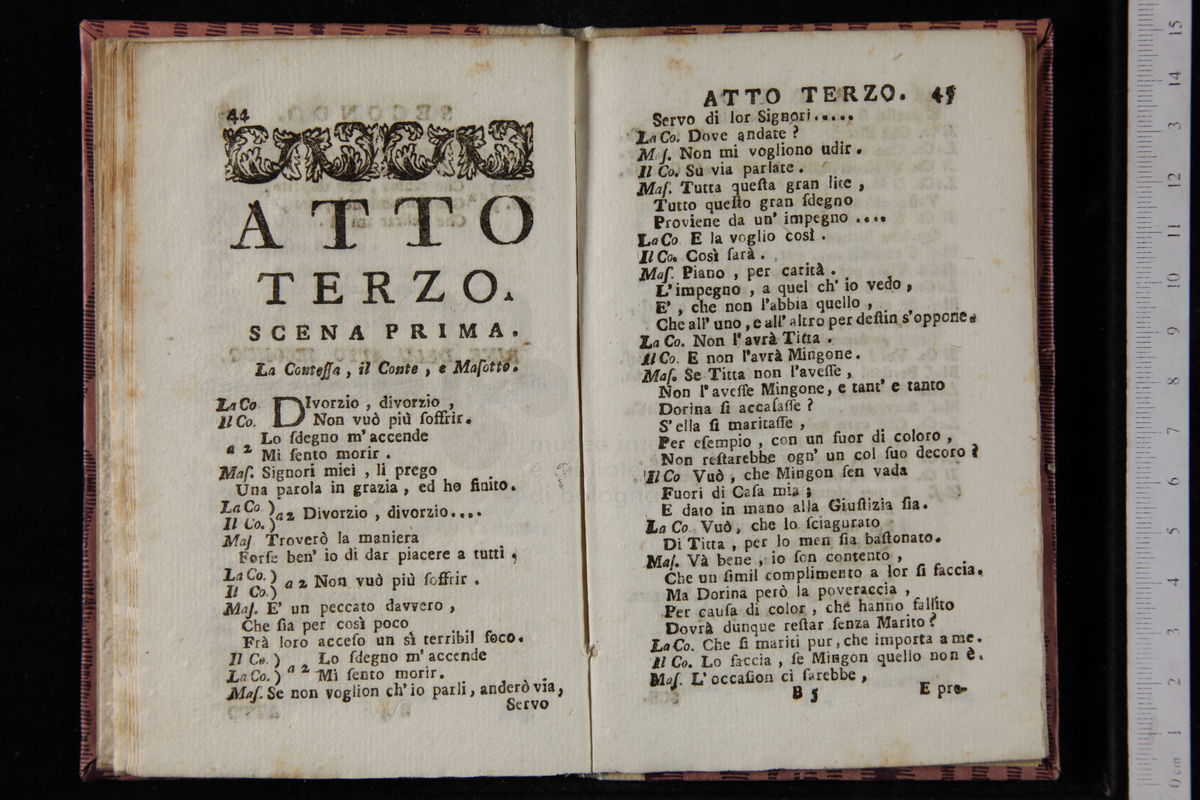 44
ATTO
TERZO.
SCENA PRIMA.
La Conteſſa, il Conte, e Maſotto.
La Co. DIvorzio, divorzio,
Il Co. Non vuò più ſoffrir.
a 2 Lo ſdegno m'accende
Mi ſento morir.
Maſ. Signori miei, li prego
Una parola in grazia, ed ho finito.
La Co.) a 2 Divorzio, divorzio....
Il Co.)
Maſ. Troverò la maniera
Forſe ben' io di dar piacere a tutti,
La Co.) a 2 Non vuò più ſoffrir.
Il Co.)
Maſ. E' un peccato davvero,
Che ſia per così poco
Frà loro acceſo un sì terribil foco.
Il Co.) a 2 Lo ſdegno m'accende
La Co.) Mi ſento morir.
Maſ. Se non voglion ch'io parli, anderò via,
Servo
ATTO TERZO. 45
Servo di lor Signori.....
La Co. Dove andate?
Maſ. Non mi vogliono udir.
Il Co. Su via parlate.
Maſ. Tutta queſta gran lite,
Tutto queſto gran ſdegno
Proviene da un' impegno....
La Co. E la voglio così.
Il Co. Così ſarà.
Maſ. Piano, per carità.
L'impegno, a quel ch' io vedo,
E', che non l'abbia quello,
Che all' uno, e all' altro per deſtin s'oppone.
La Co. Non l'avrà Titta.
Il Co. E non l'avrà Mingone.
Maſ. Se Titta non l'aveſſe,
Non l'aveſſe Mingone, e tant' e tanto
Dorina ſi accaſaſſe?
S'ella ſi maritaſſe,
Per eſempio, con un fuor di coloro,
Non reſtarebbe ogn' un col ſuo decoro?
Il Co. Vuò, che Mingon ſen vada
Fuori di Caſa mia;
E dato in mano alla Giuſtizia ſia.
La Co. Vuò, che lo ſciagurato
Di Titta, per lo men ſia baſtonato.
Maſ. Và bene, io ſon contento,
Che un ſimil complimento a lor ſi faccia.
Ma Dorina però la poveraccia,
Per cauſa di color, che hanno fallito
Dovrà dunque reſtar ſenza Marito?
La Co. Che ſi mariti pur, che importa a me.
Il Co. Lo faccia, ſe Mingon quello non è.
Maſ. L'occaſion ci ſarebbe,
B 5 E pre-